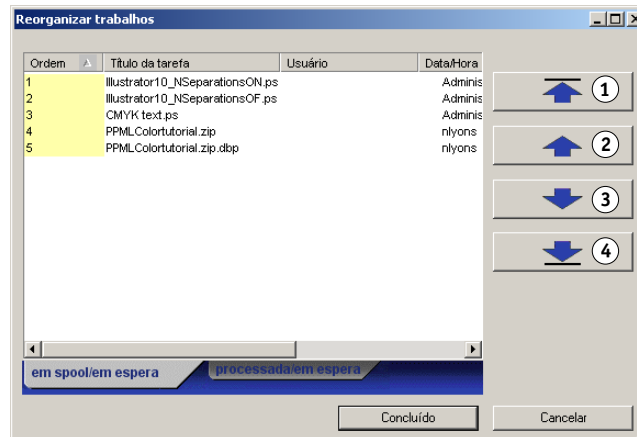 Reorganizar trabalhos
Ordem Título da tarefa Usuário Data/Hora
1 Illustrator10_NSeparationsON.ps Adminis
2 Illustrator10_NSeparationsOF.ps Adminis
3 CMYK text.ps Adminis
4 PPMLColortutorial.zip nlyons
5 PPMLColortutorial.zip.dbp nlyons
1
2
3
4
em spool/em espera processada/em espera
Concluído Cancelar